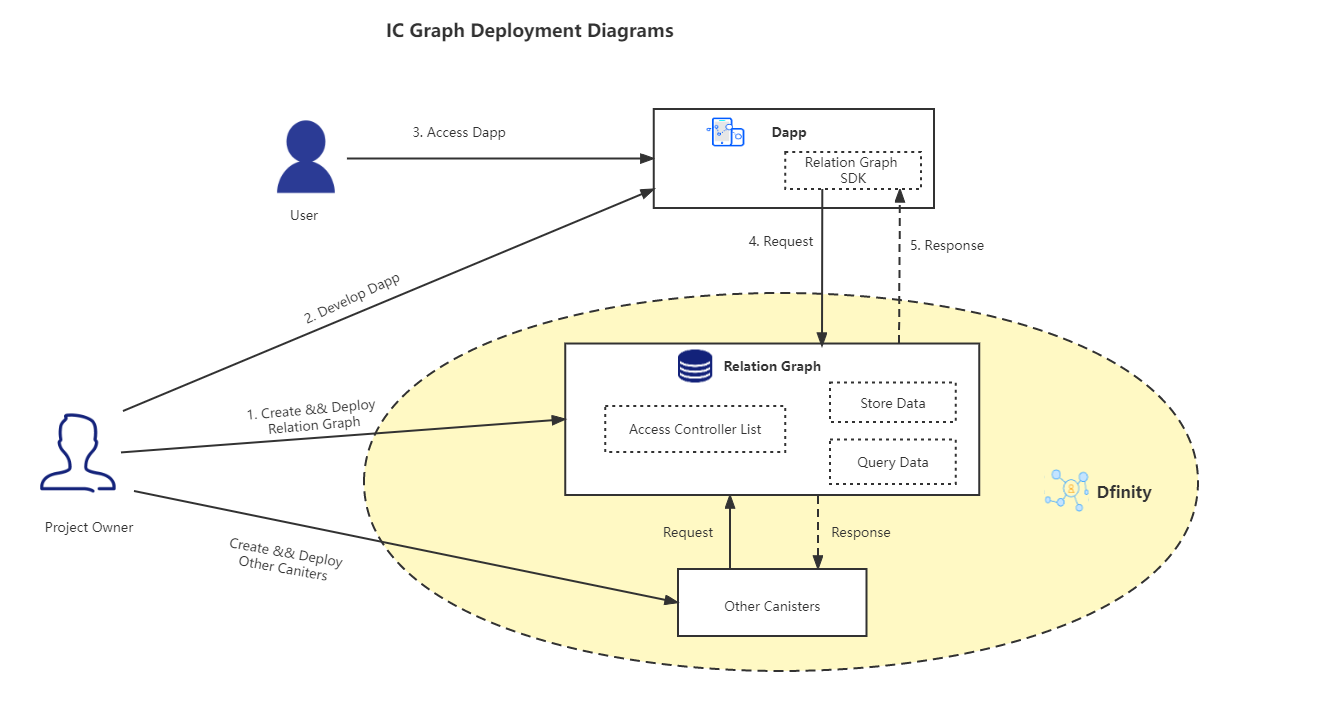 IC Graph Deployment Diagrams
3. Access Dapp
Dapp
Relation Graph
SDK
User
4. Request
5. Response
2. Develop Dapp
Relation Graph
1. Create && Deploy
Relation Graph
Access Controller List
Store Data
Query Data
Dfinity
Project Owner
Request
Response
Create && Deploy
Other Caniters
Other Canisters